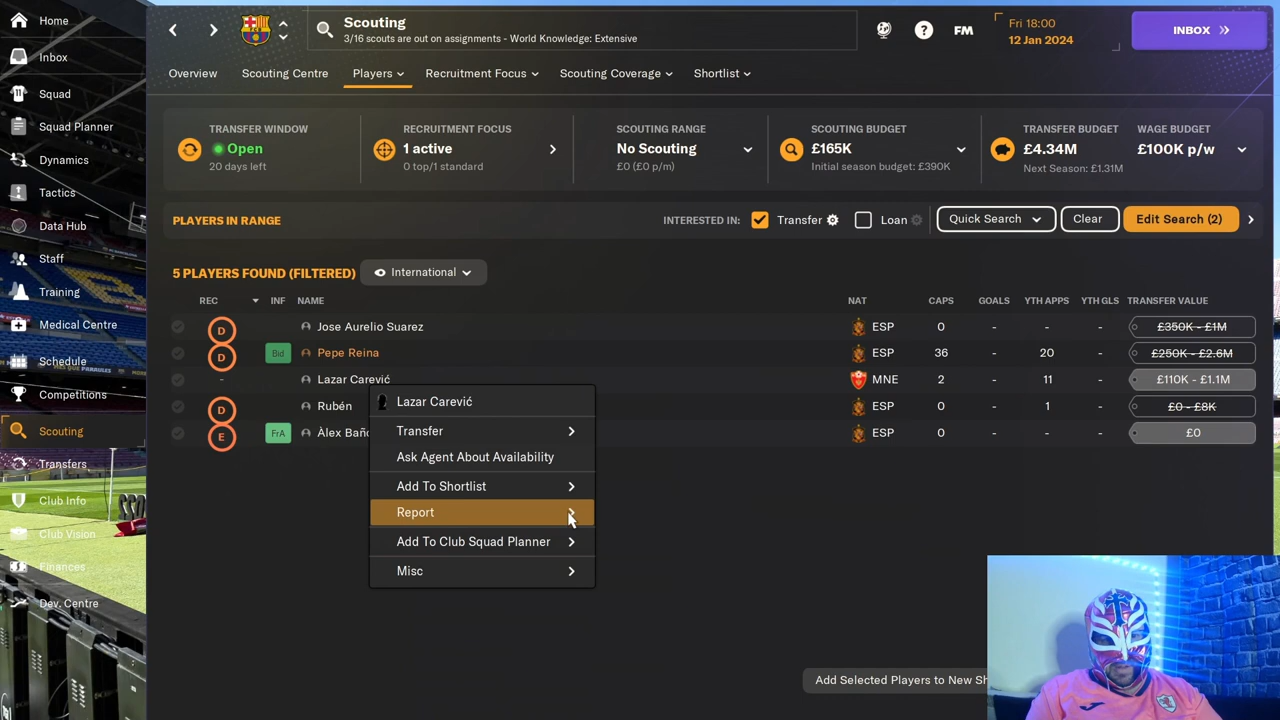 Home
Inbox
Squad
Squad Planner
Dynamics
Tactics
Data Hub
Staff
Training
Medical Centre
Schedule
Competitions
Scouting
Transfers
Club Info
Club Vision
Finances
Dev. Centre
Scouting
3/16 scouts are out on assignments - World Knowledge: Extensive
?
FM
Fri 18:00
12 Jan 2024
INBOX
Overview
Scouting Centre
Players
Recruitment Focus
Scouting Coverage
Shortlist
TRANSFER WINDOW
Open
20 days left
RECRUITMENT FOCUS
1 active
0 top/1 standard
SCOUTING RANGE
No Scouting
£0 (£0 p/m)
SCOUTING BUDGET
£165K
Initial season budget: £390K
TRANSFER BUDGET
£4.34M
Next Season: £1.31M
WAGE BUDGET
£100K p/w
PLAYERS IN RANGE
INTERESTED IN:
Transfer
Loan
Quick Search
Clear
Edit Search (2)
5 PLAYERS FOUND (FILTERED)
International
REC INF NAME NAT CAPS GOALS YTH APPS YTH GLS TRANSFER VALUE
D Jose Aurelio Suarez ESP 0 - - - £350K - £1M
D Bid Pepe Reina ESP 36 - 20 - £250K - £2.6M
- Lazar Carević MNE 2 - 11 - £110K - £1.1M
D Rubén ESP 0 - 1 - £0 - £8K
E FrA Àlex Baño ESP 0 - - - £0
Lazar Carević
Transfer
Ask Agent About Availability
Add To Shortlist
Report
Add To Club Squad Planner
Misc
Add Selected Players to New Sh